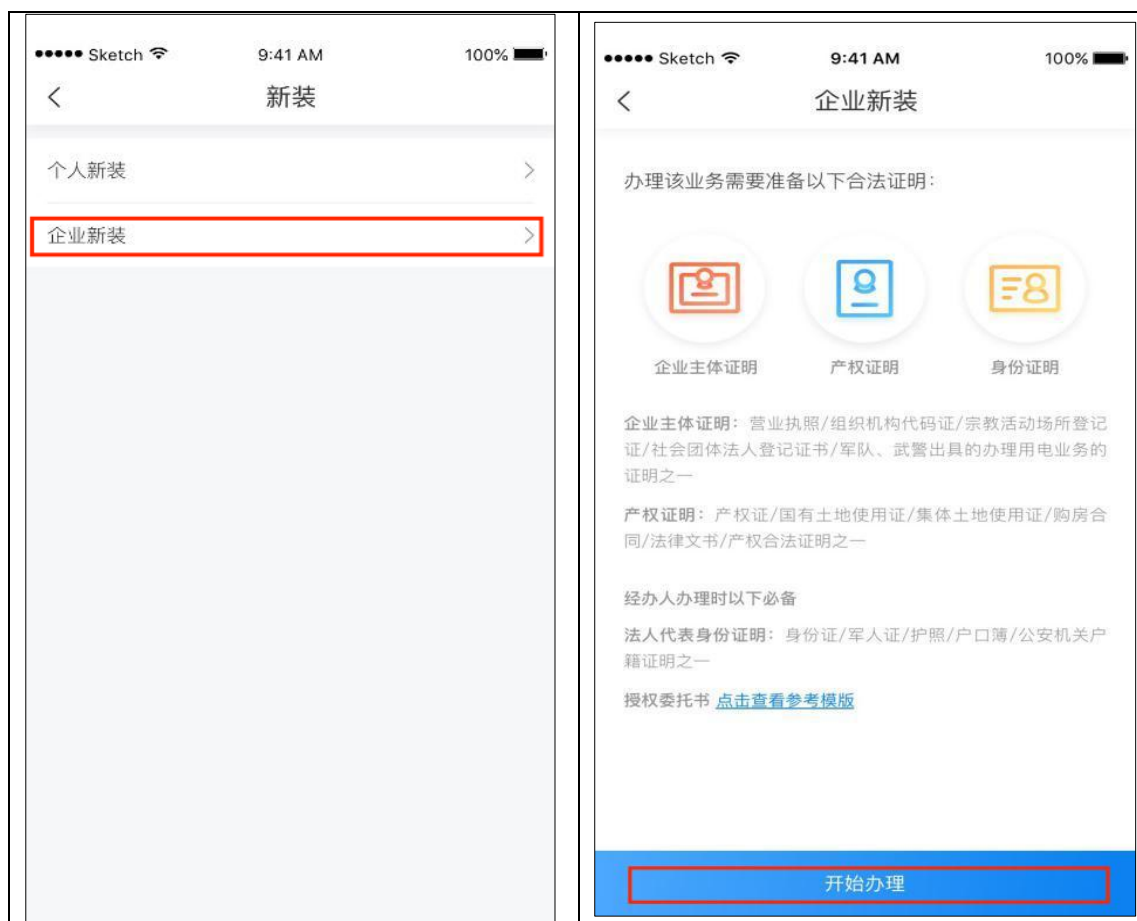 ●●●●● Sketch 9:41 AM 100%
新装
个人新装
企业新装
●●●●● Sketch 9:41 AM 100%
企业新装
办理该业务需要准备以下合法证明：
企业主体证明 产权证明 身份证明
企业主体证明：营业执照/组织机构代码证/宗教活动场所登记
证/社会团体法人登记证书/军队、武警出具的办理用电业务的
证明之一
产权证明：产权证/国有土地使用证/集体土地使用证/购房合
同/法律文书/产权合法证明之一
经办人办理时以下必备
法人代表身份证明：身份证/军人证/护照/户口簿/公安机关户
籍证明之一
授权委托书 点击查看参考模版
开始办理